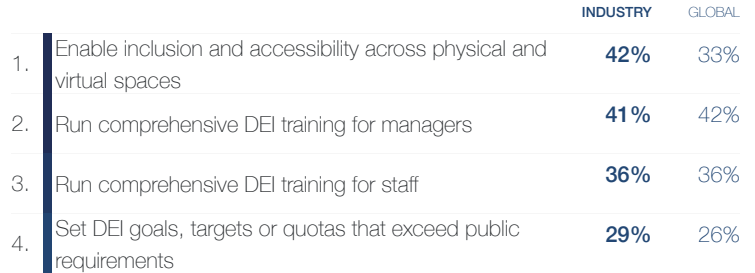 INDUSTRY GLOBAL
1. Enable inclusion and accessibility across physical and
virtual spaces 42% 33%
2. Run comprehensive DEI training for managers 41% 42%
3. Run comprehensive DEI training for staff 36% 36%
4. Set DEI goals, targets or quotas that exceed public
requirements 29% 26%